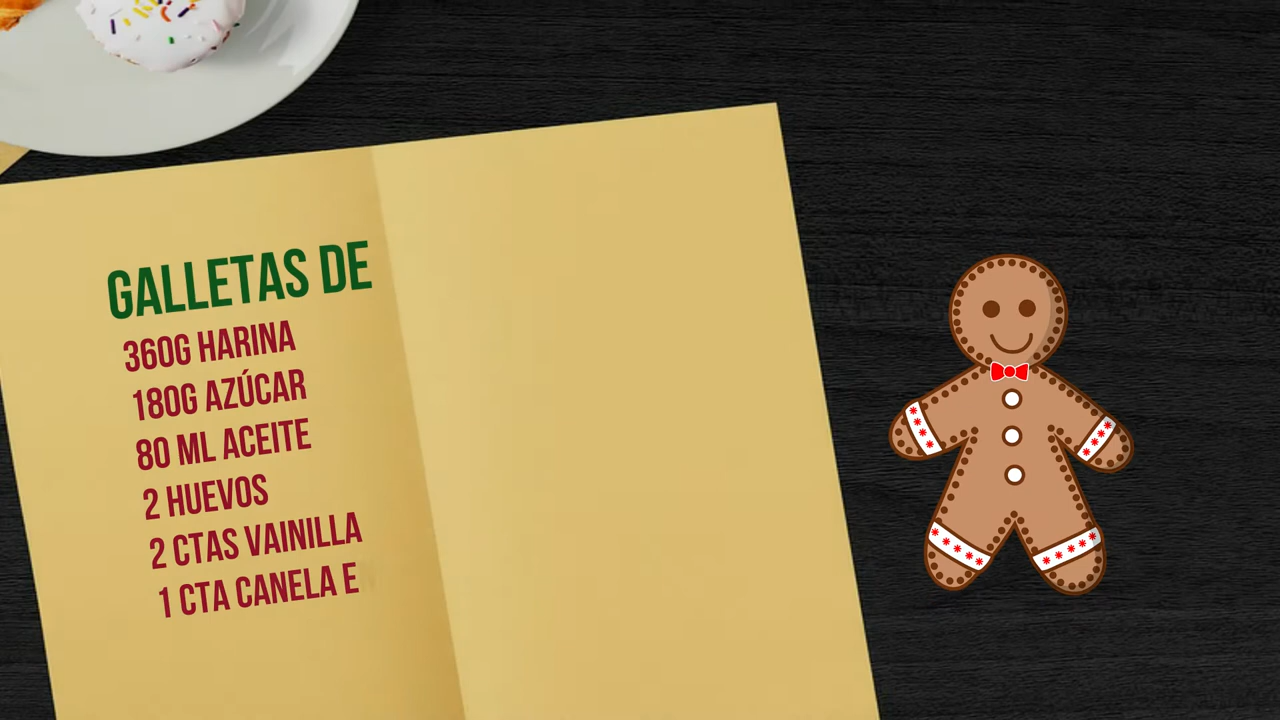 GALLETAS DE
360G HARINA
180G AZÚCAR
80 ML ACEITE
2 HUEVOS
2 CTAS VAINILLA
1 CTA CANELA E